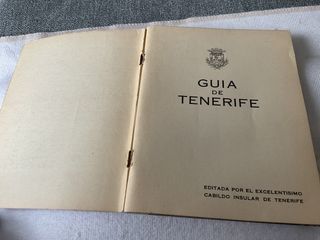 GUIA
DE
TENERIFE
EDITADA POR EL EXCELENTISIMO
CABILDO INSULAR DE TENERIFE